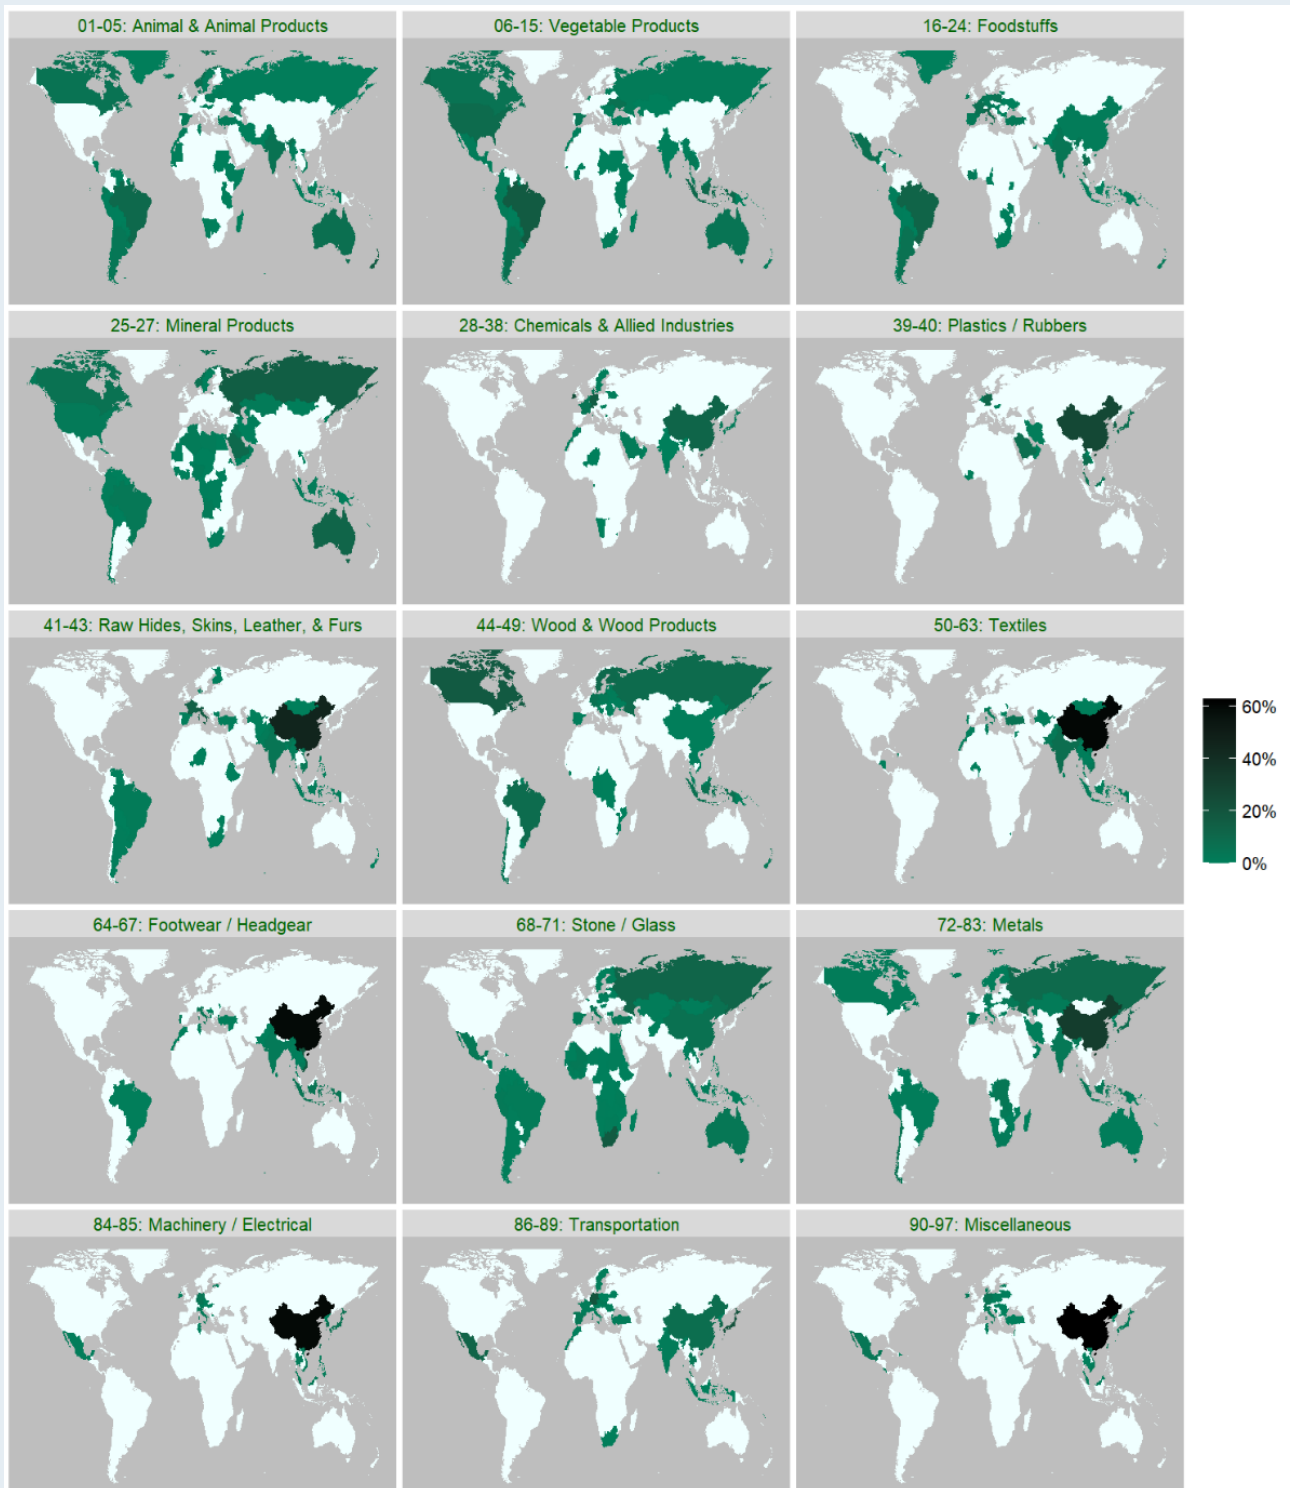 01-05: Animal & Animal Products
06-15: Vegetable Products
16-24: Foodstuffs
25-27: Mineral Products
28-38: Chemicals & Allied Industries
39-40: Plastics / Rubbers
41-43: Raw Hides, Skins, Leather, & Furs
44-49: Wood & Wood Products
50-63: Textiles
60%
40%
20%
0%
64-67: Footwear / Headgear
68-71: Stone / Glass
72-83: Metals
84-85: Machinery / Electrical
86-89: Transportation
90-97: Miscellaneous